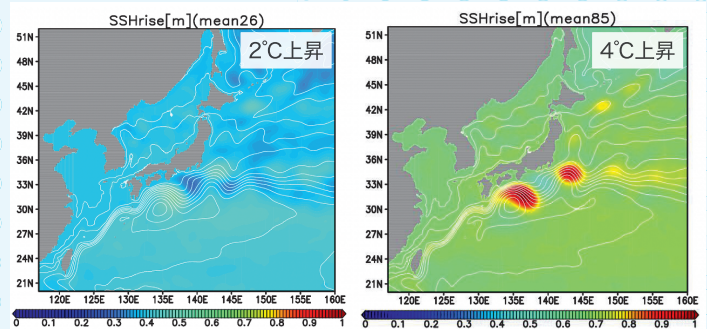 SSHrise[m](mean26)
2℃上昇
51N
48N
45N
42N
39N
36N
33N
30N
27N
24N
21N
120E 125E 130E 135E 140E 145E 150E 155E 160E
0 0.1 0.2 0.3 0.4 0.5 0.6 0.7 0.8 0.9 1
SSHrise[m](mean85)
4℃上昇
51N
48N
45N
42N
39N
36N
33N
30N
27N
24N
21N
120E 125E 130E 135E 140E 145E 150E 155E 160E
0 0.1 0.2 0.3 0.4 0.5 0.6 0.7 0.8 0.9 1